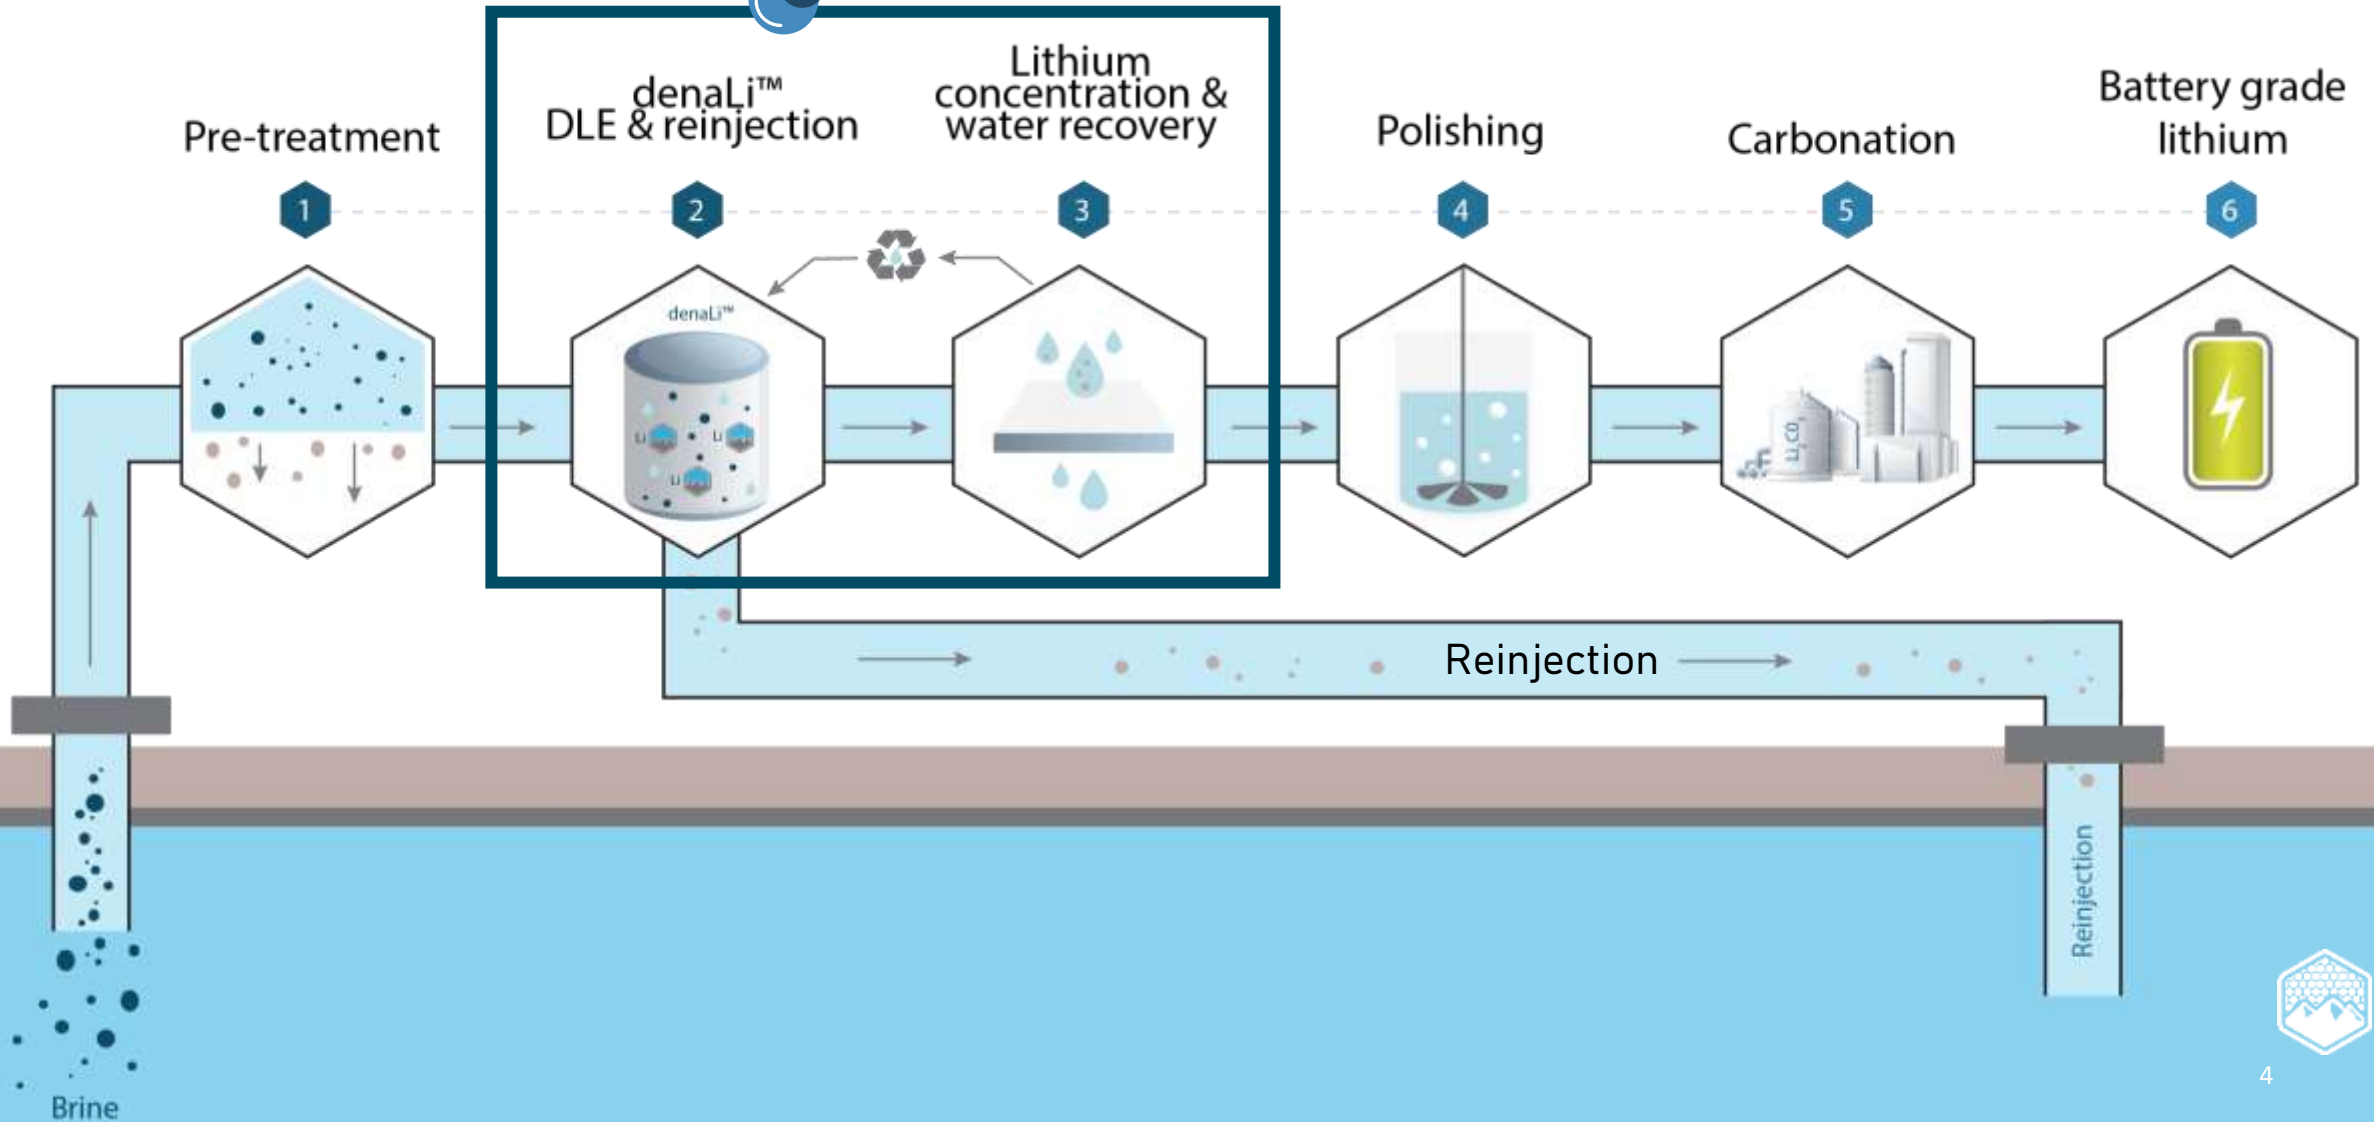 Pre-treatment
denaLi™
DLE & reinjection
Lithium
concentration &
water recovery
Polishing
Carbonation
Battery grade
lithium
1
2
3
4
5
6
denaLi™
Li
Li
Li
Li2CO3
Reinjection
Reinjection
Brine
4